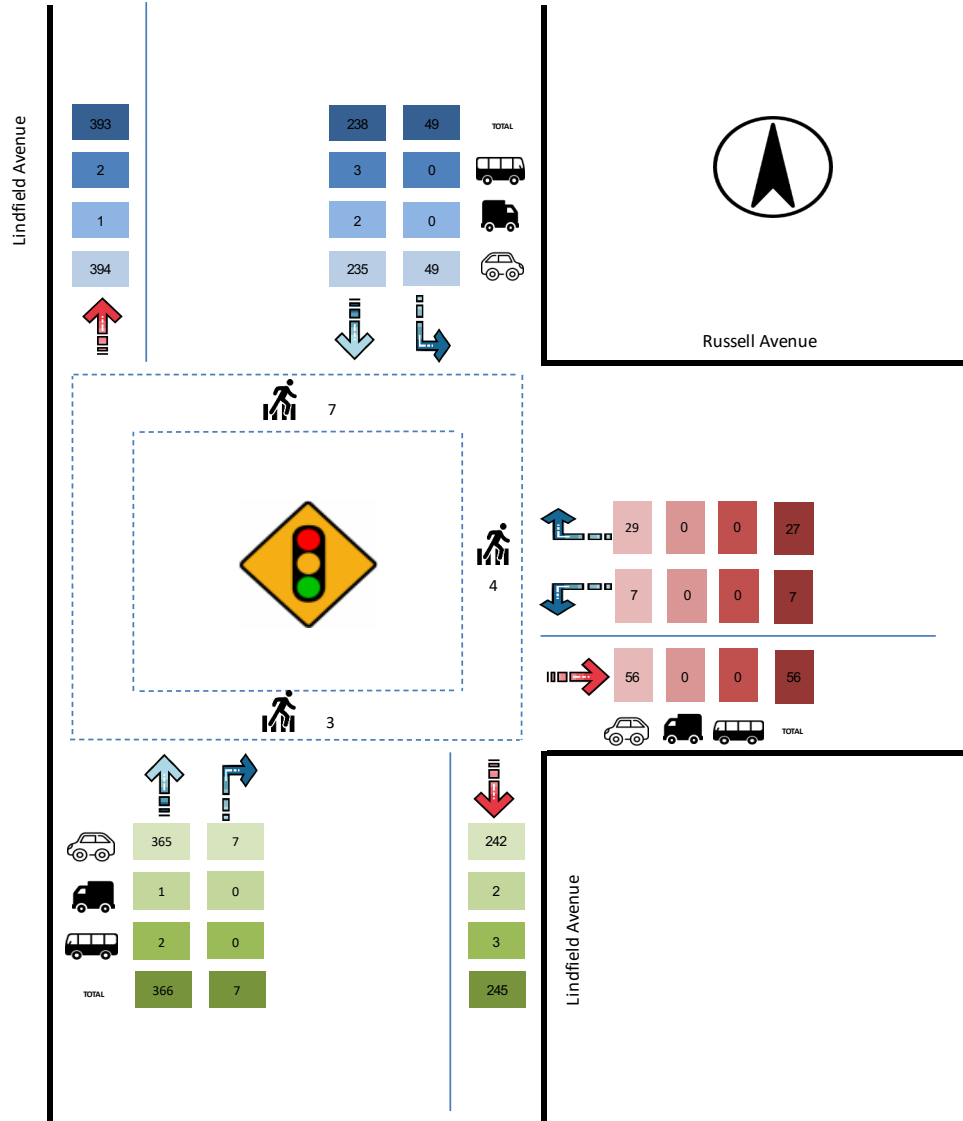 Lindfield Avenue
393 238 49 TOTAL
2 3 0
1 2 0
394 235 49
Russell Avenue
7
29 0 0 27
4
7 0 0 7
56 0 0 56
3
TOTAL
365 7 242
1 0 2
2 0 3
TOTAL 366 7 245
Lindfield Avenue